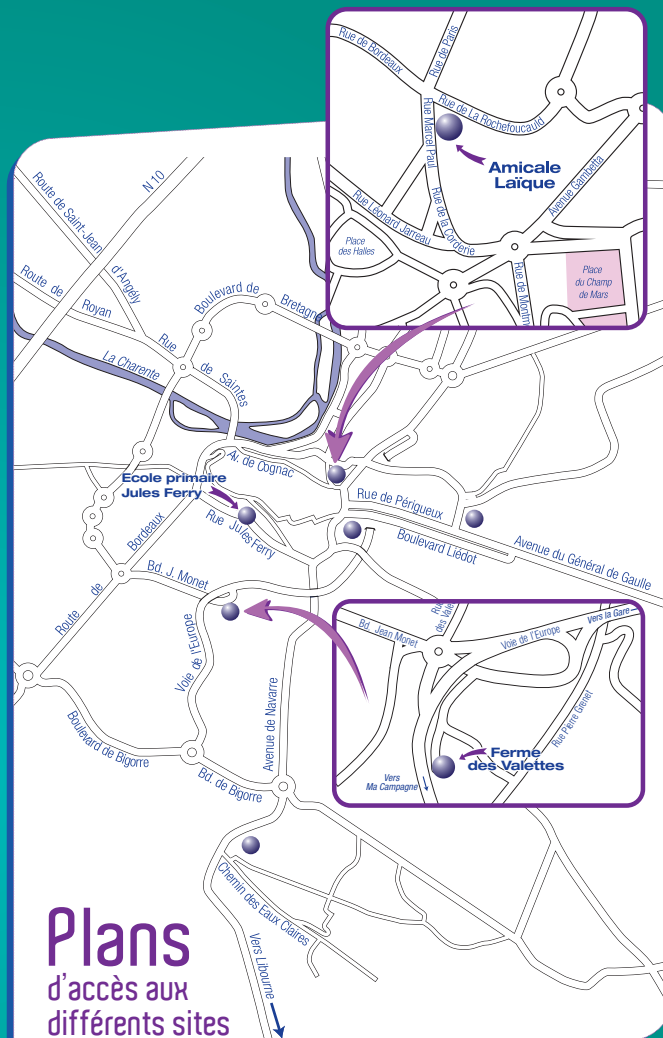 Rue de Bordeaux
Rue de Paris
Rue de La Rochefoucauld
Rue Marcel Paul
Amicale
Laïque
Avenue Gambetta
Rue Léonard Jarreau
Rue de la Corderie
Place
des Halles
Rue de Montm
Place
du Champ
de Mars
N 10
Route de Saint-Jean
d'Angély
Route de
Royan
Boulevard de
Bretagne
La Charente
Rue
de
Saintes
Av. de Cognac
Ecole primaire
Jules Ferry
Rue Jules Ferry
Rue de Périgueux
Boulevard Liédot
Avenue du Général de Gaulle
Route de
Bordeaux
Bd. J. Monet
Voie de l'Europe
Avenue de Navarre
Boulevard de Bigorre
Bd. de Bigorre
Bd. Jean Monet
des Vale
Voie de l'Europe
Vers la Gare
Rue Pierre Grenet
Ferme
des Valettes
Vers
Ma Campagne
Chemin des Eaux Claires
Vers Libourne
Plans
d'accès aux
différents sites